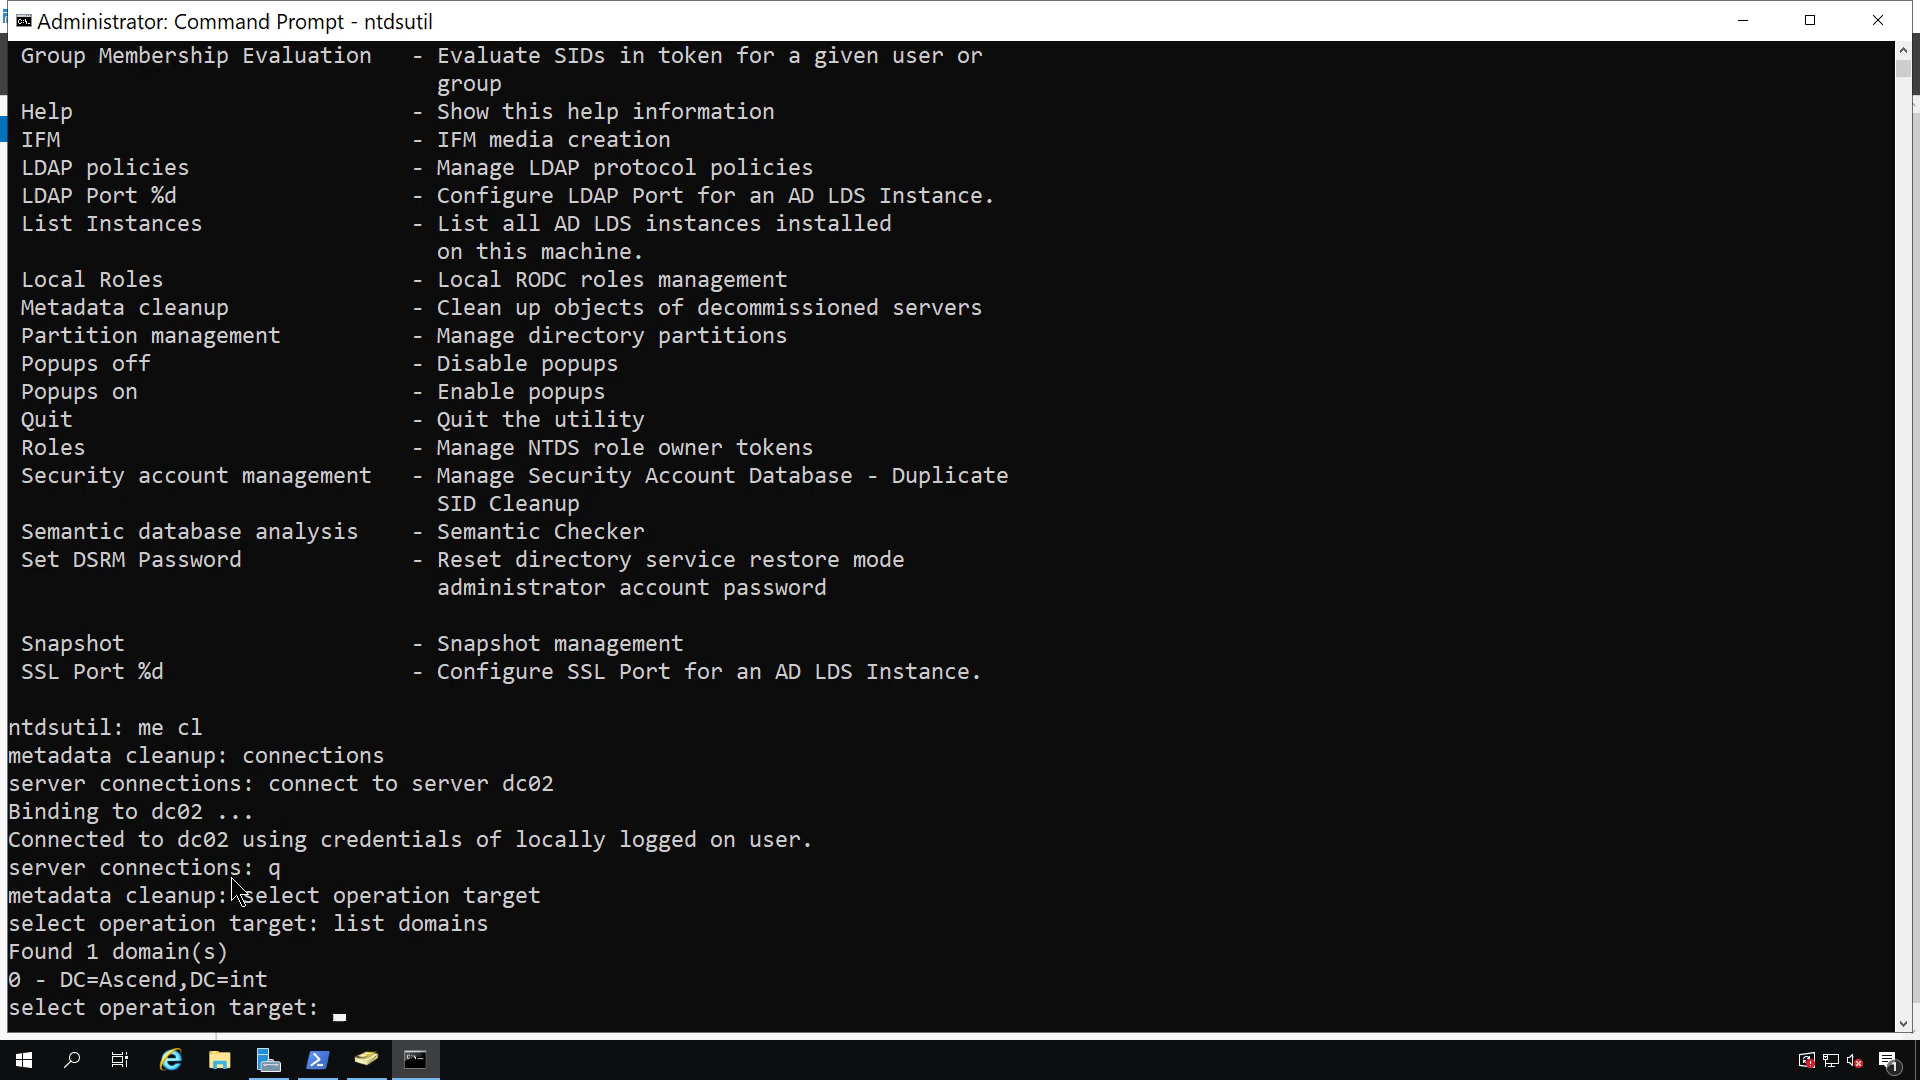 Administrator: Command Prompt - ntdsutil
Group Membership Evaluation - Evaluate SIDs in token for a given user or
group
Help - Show this help information
IFM - IFM media creation
LDAP policies - Manage LDAP protocol policies
LDAP Port %d - Configure LDAP Port for an AD LDS Instance.
List Instances - List all AD LDS instances installed
on this machine.
Local Roles - Local RODC roles management
Metadata cleanup - Clean up objects of decommissioned servers
Partition management - Manage directory partitions
Popups off - Disable popups
Popups on - Enable popups
Quit - Quit the utility
Roles - Manage NTDS role owner tokens
Security account management - Manage Security Account Database - Duplicate
SID Cleanup
Semantic database analysis - Semantic Checker
Set DSRM Password - Reset directory service restore mode
administrator account password
Snapshot - Snapshot management
SSL Port %d - Configure SSL Port for an AD LDS Instance.
ntdsutil: me cl
metadata cleanup: connections
server connections: connect to server dc02
Binding to dc02 ...
Connected to dc02 using credentials of locally logged on user.
server connections: q
metadata cleanup: select operation target
select operation target: list domains
Found 1 domain(s)
0 - DC=Ascend,DC=int
select operation target:
1